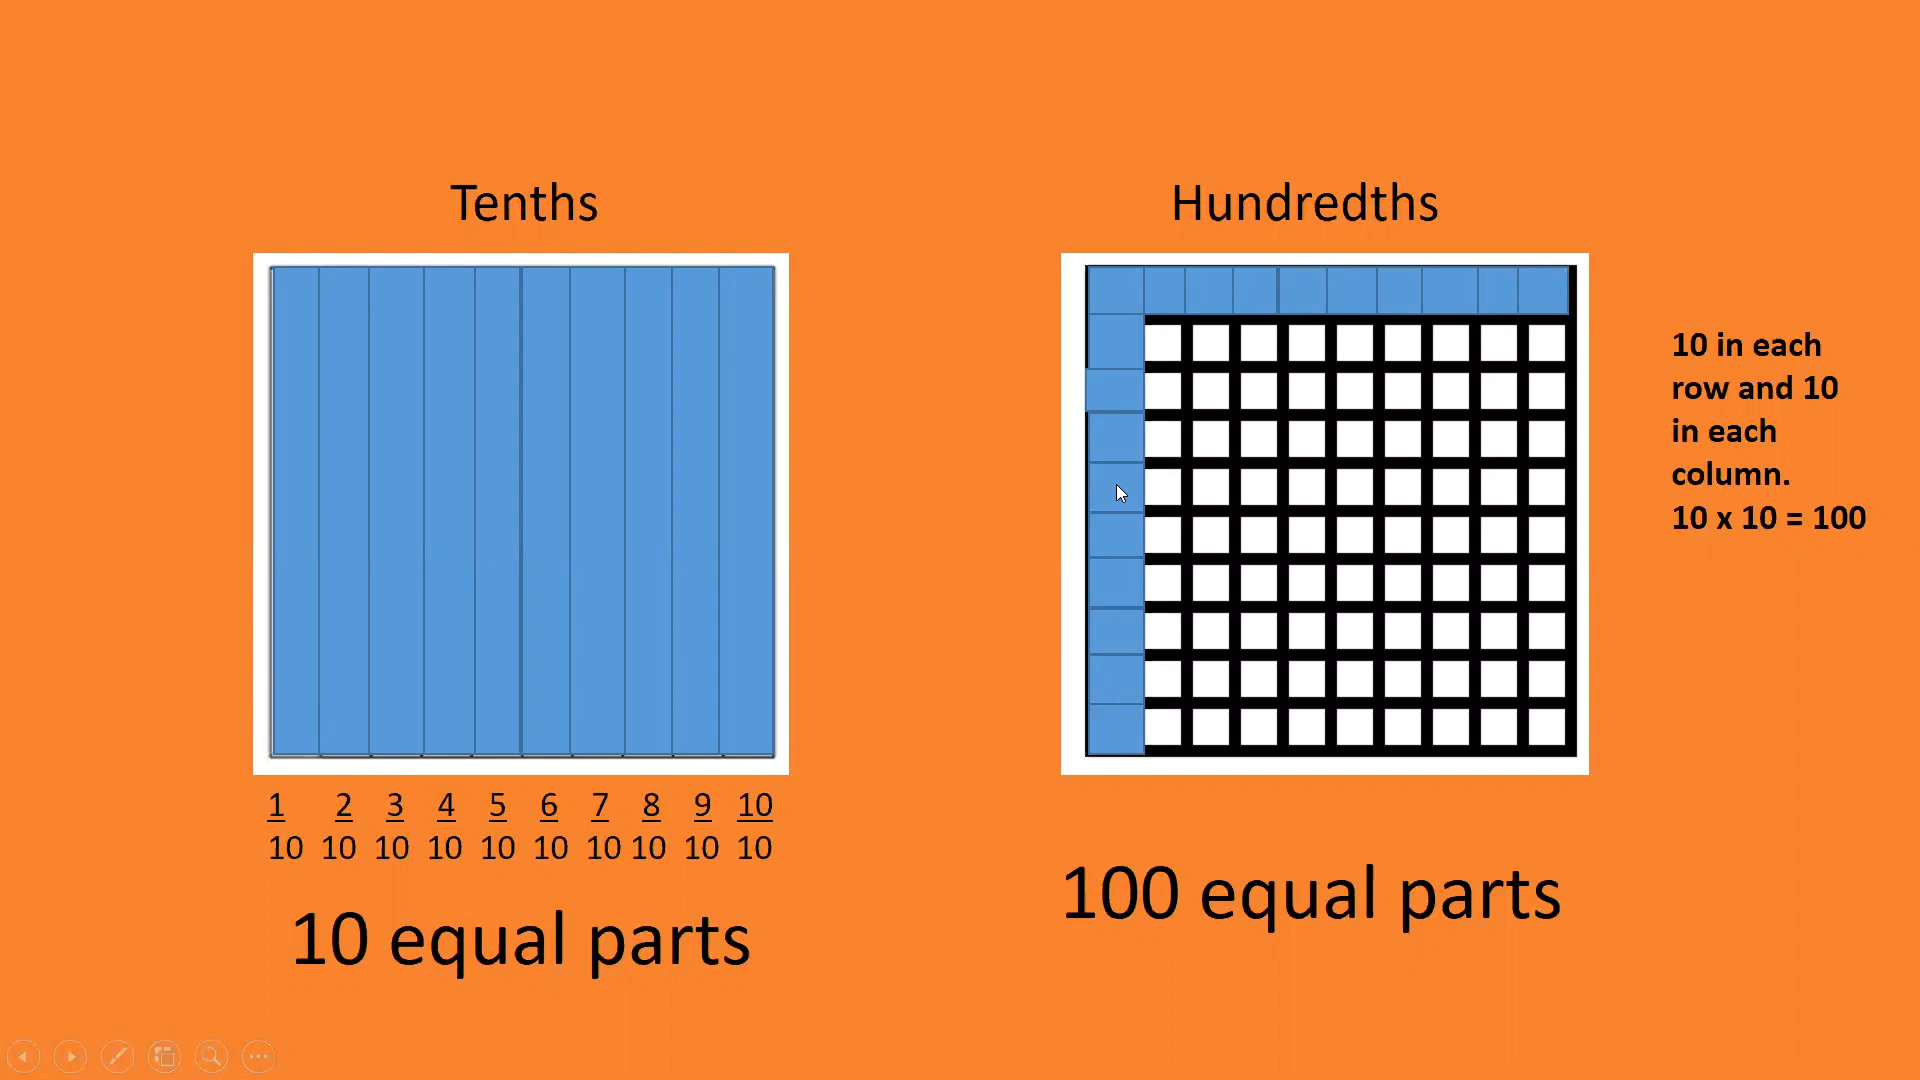 Tenths
Hundredths
10 in each
row and 10
in each
column.
10 x 10 = 100
1 2 3 4 5 6 7 8 9 10
10 10 10 10 10 10 10 10 10 10
10 equal parts
100 equal parts